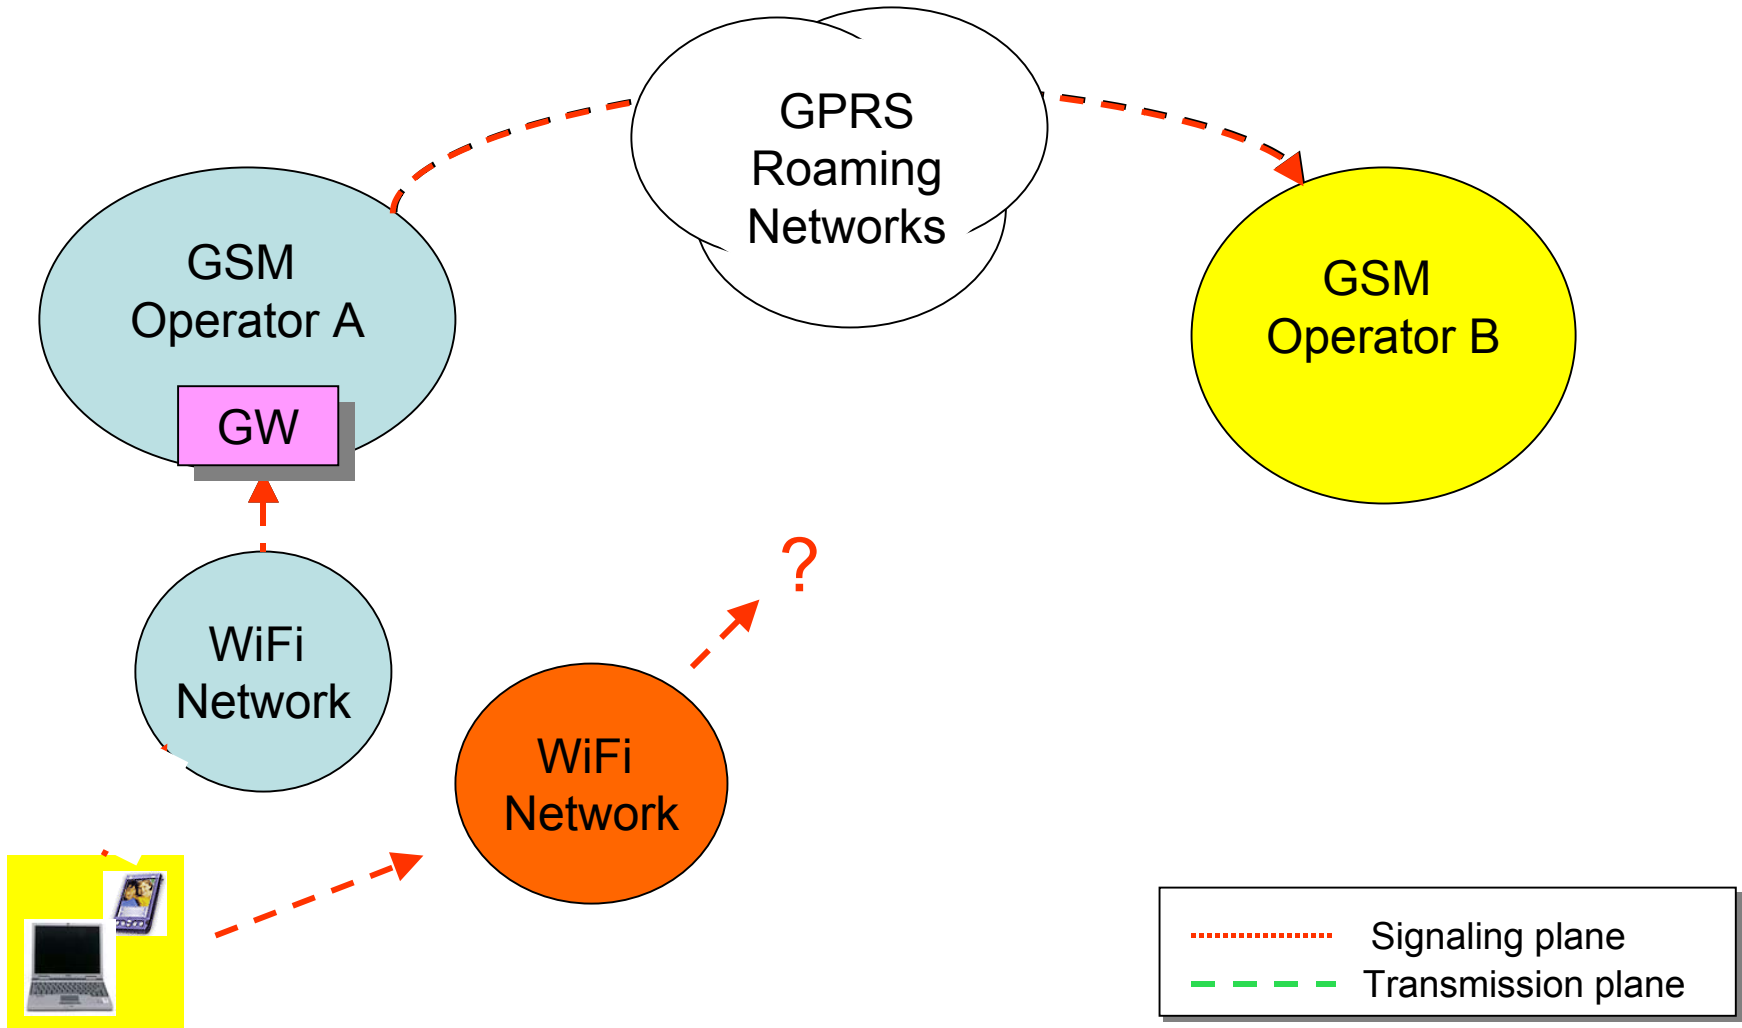 GPRS
Roaming
Networks
GSM
Operator A
GSM
Operator B
GW
?
WiFi
Network
WiFi
Network
Signaling plane
Transmission plane